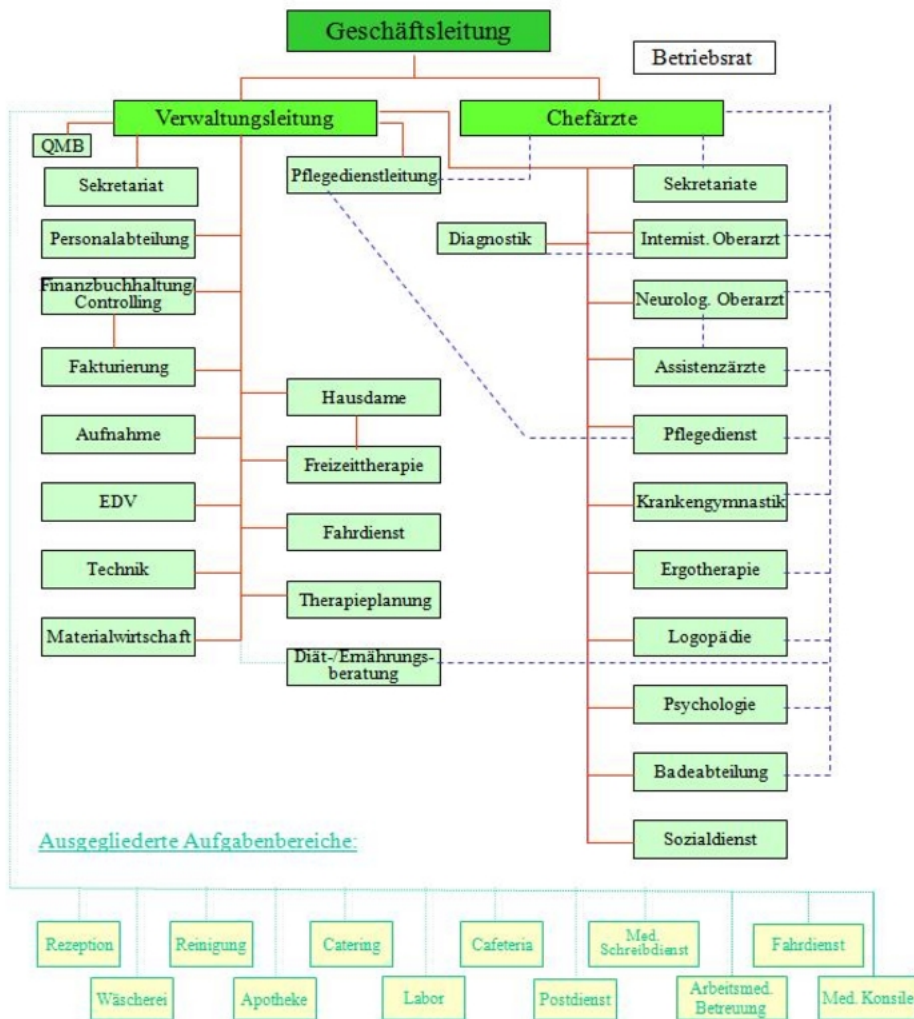 Geschäftsleitung
Betriebsrat
Verwaltungsleitung
Chefärzte
QMB
Sekretariat
Pflegedienstleitung
Sekretariate
Personalabteilung
Diagnostik
Internist. Oberarzt
Finanzbuchhaltung/
Controlling
Neurolog. Oberarzt
Fakturierung
Assistenzärzte
Hausdame
Aufnahme
Pflegedienst
Freizeittherapie
EDV
Krankengymnastik
Fahrdienst
Technik
Ergotherapie
Therapieplanung
Materialwirtschaft
Logopädie
Diät-/Ernährungs-
beratung
Psychologie
Badeabteilung
Sozialdienst
Ausgegliederte Aufgabenbereiche:
Rezeption
Reinigung
Catering
Cafeteria
Med.
Schreibdienst
Fahrdienst
Wäscherei
Apotheke
Labor
Postdienst
Arbeitsmed.
Betreuung
Med. Konsile